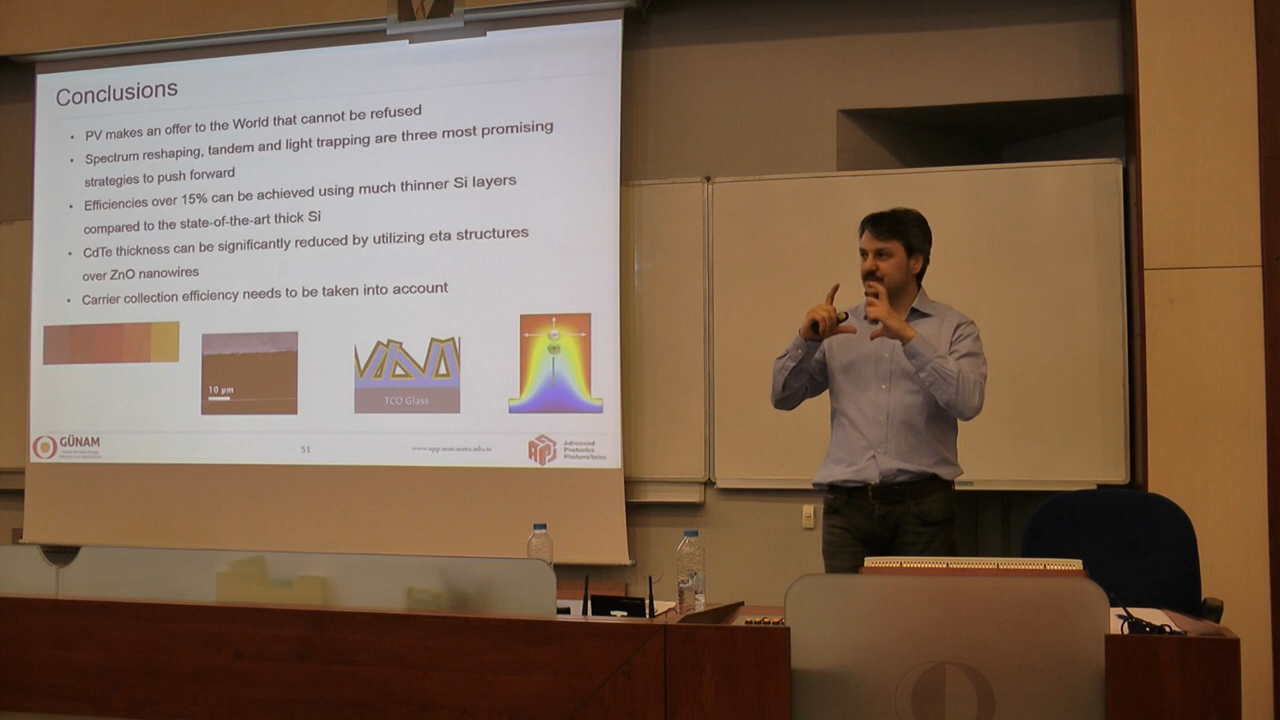 Conclusions
• PV makes an offer to the World that cannot be refused
• Spectrum reshaping, tandem and light trapping are three most promising
strategies to push forward
• Efficiencies over 15% can be achieved using much thinner Si layers
compared to the state-of-the-art thick Si
• CdTe thickness can be significantly reduced by utilizing eta structures
over ZnO nanowires
• Carrier collection efficiency needs to be taken into account
10 µm
TCO Glass
GÜNAM
51
Advanced
Photonics
Photovoltaics